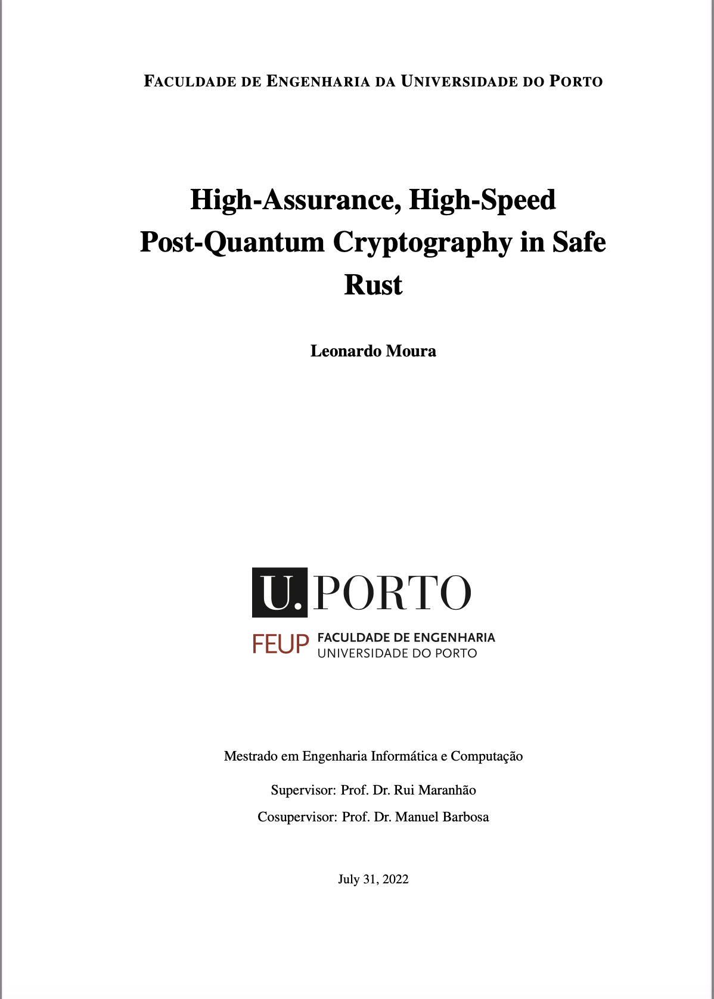 FACULDADE DE ENGENHARIA DA UNIVERSIDADE DO PORTO
High-Assurance, High-Speed
Post-Quantum Cryptography in Safe
Rust
Leonardo Moura
U. PORTO
FEUP FACULDADE DE ENGENHARIA
UNIVERSIDADE DO PORTO
Mestrado em Engenharia Informática e Computação
Supervisor: Prof. Dr. Rui Maranhão
Cosupervisor: Prof. Dr. Manuel Barbosa
July 31, 2022